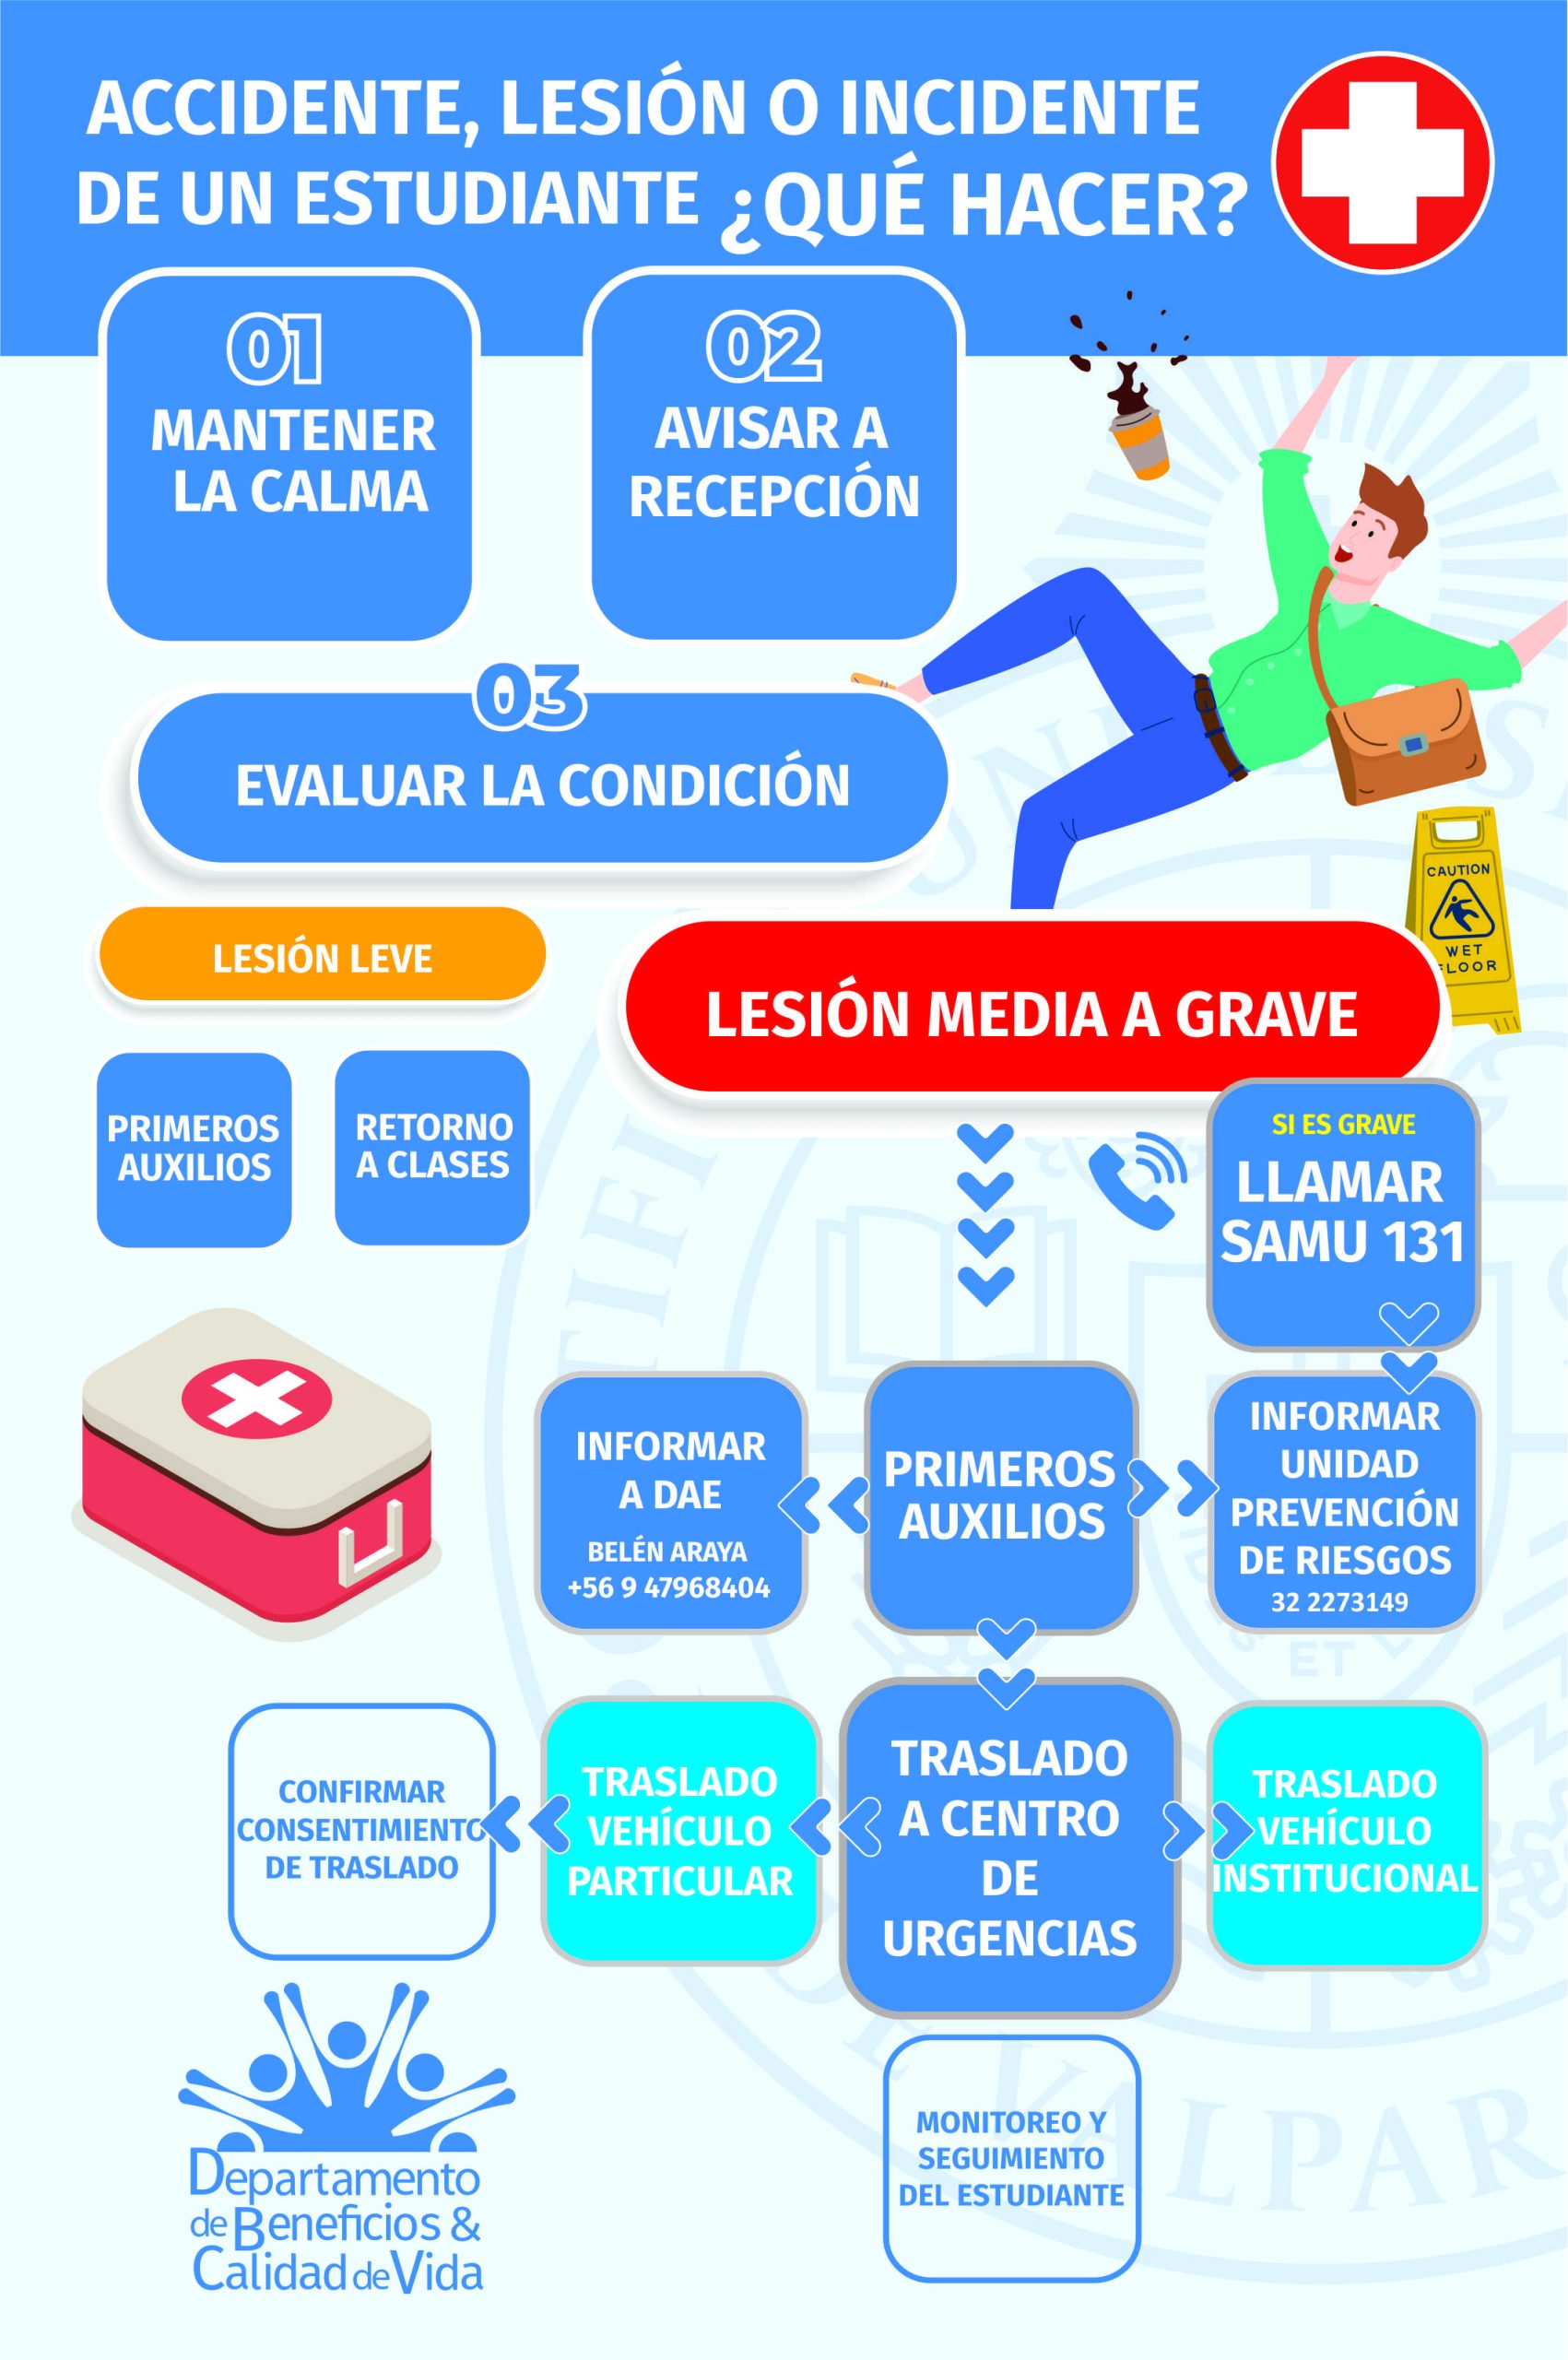 ACCIDENTE, LESIÓN O INCIDENTE
DE UN ESTUDIANTE ¿QUÉ HACER?
01
MANTENER
LA CALMA
02
AVISAR A
RECEPCIÓN
03
EVALUAR LA CONDICIÓN
CAUTION
WET
LOOR
LESIÓN LEVE
LESIÓN MEDIA A GRAVE
PRIMEROS
AUXILIOS
RETORNO
A CLASES
SI ES GRAVE
LLAMAR
SAMU 131
INFORMAR
A DAE
BELÉN ARAYA
+56 9 47968404
PRIMEROS
AUXILIOS
INFORMAR
UNIDAD
PREVENCIÓN
DE RIESGOS
32 2273149
CONFIRMAR
CONSENTIMIENTO
DE TRASLADO
TRASLADO
VEHÍCULO
PARTICULAR
TRASLADO
A CENTRO
DE
URGENCIAS
TRASLADO
VEHÍCULO
INSTITUCIONAL
MONITOREO Y
SEGUIMIENTO
DEL ESTUDIANTE
Departamento
de Beneficios &
Calidad de Vida